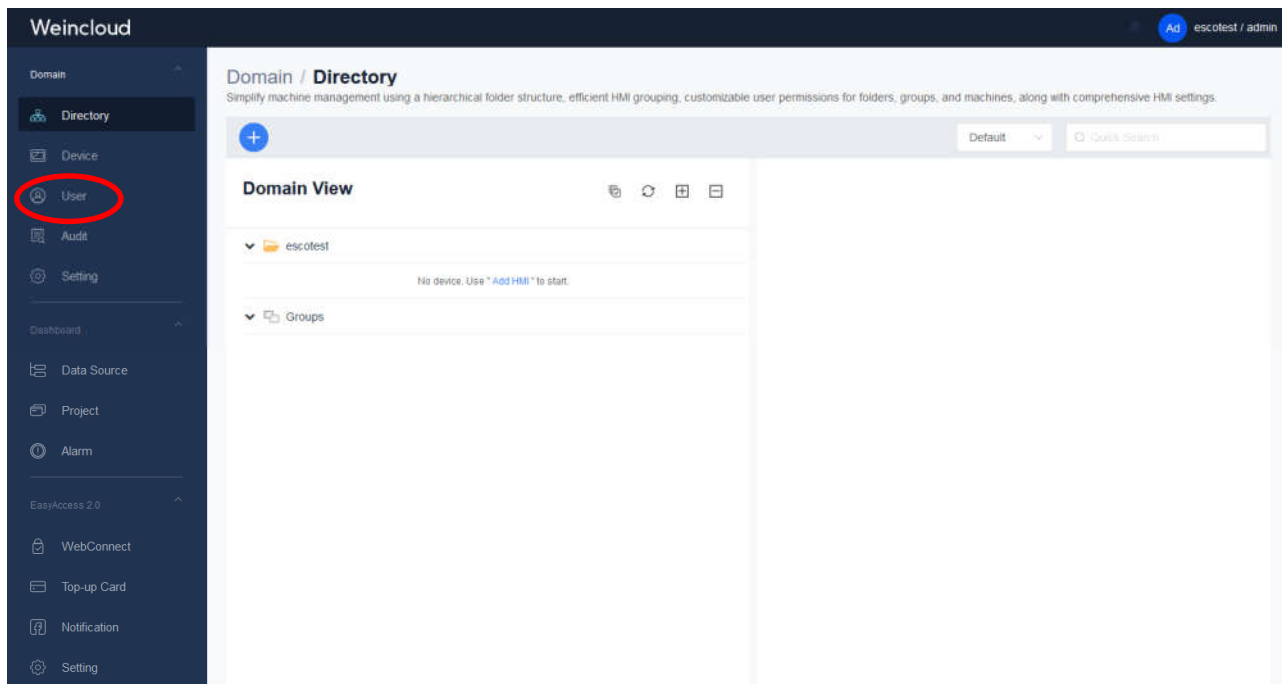 Weincloud
Ad escotest / admin
Domain
Directory
Device
User
Audit
Setting
Dashboard
Data Source
Project
Alarm
EasyAccess 2.0
WebConnect
Top-up Card
Notification
Setting
Domain / Directory
Simplify machine management using a hierarchical folder structure, efficient HMI grouping, customizable user permissions for folders, groups, and machines, along with comprehensive HMI settings.
Default Quick Search
Domain View
escotest
No device. Use " Add HMI " to start.
Groups